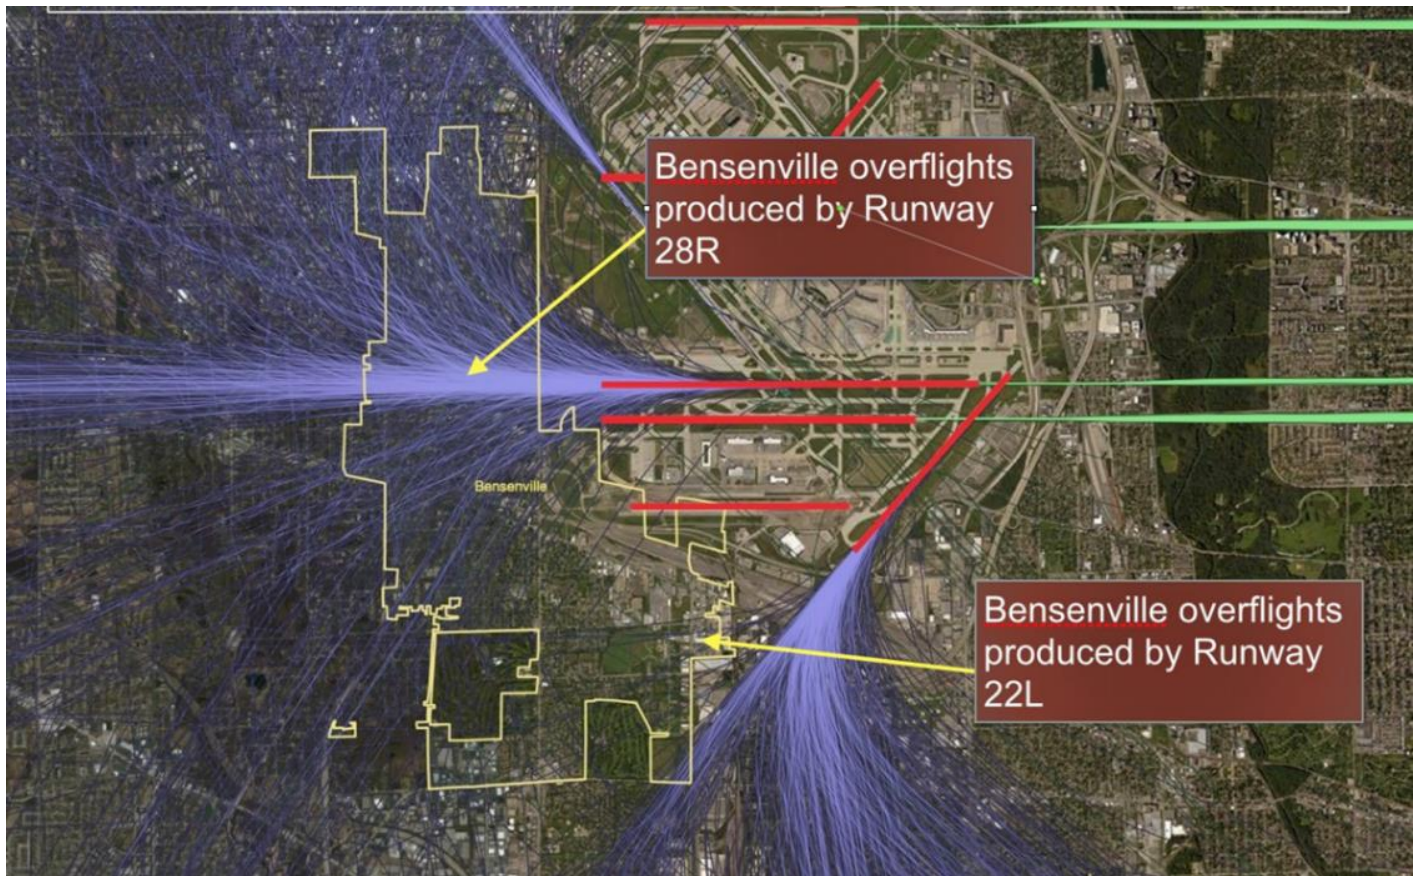 Bensenville overflights
produced by Runway
28R
Bensenville
Bensenville overflights
produced by Runway
22L